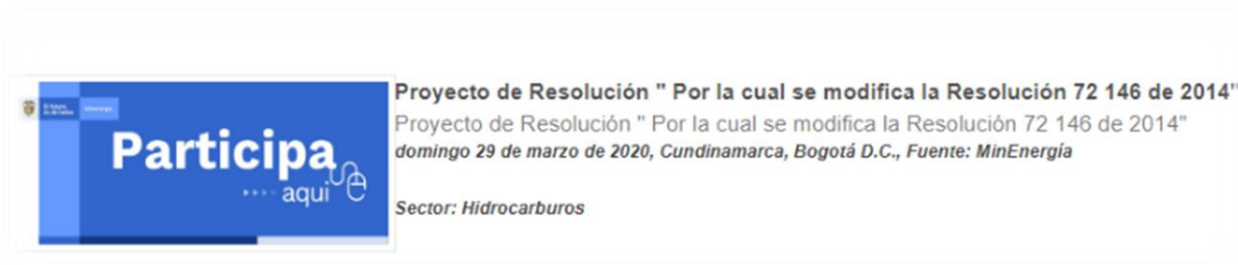 Proyecto de Resolución " Por la cual se modifica la Resolución 72 146 de 2014"
Proyecto de Resolución " Por la cual se modifica la Resolución 72 146 de 2014"
domingo 29 de marzo de 2020, Cundinamarca, Bogotá D.C., Fuente: MinEnergía
Sector: Hidrocarburos
Participa
aquí